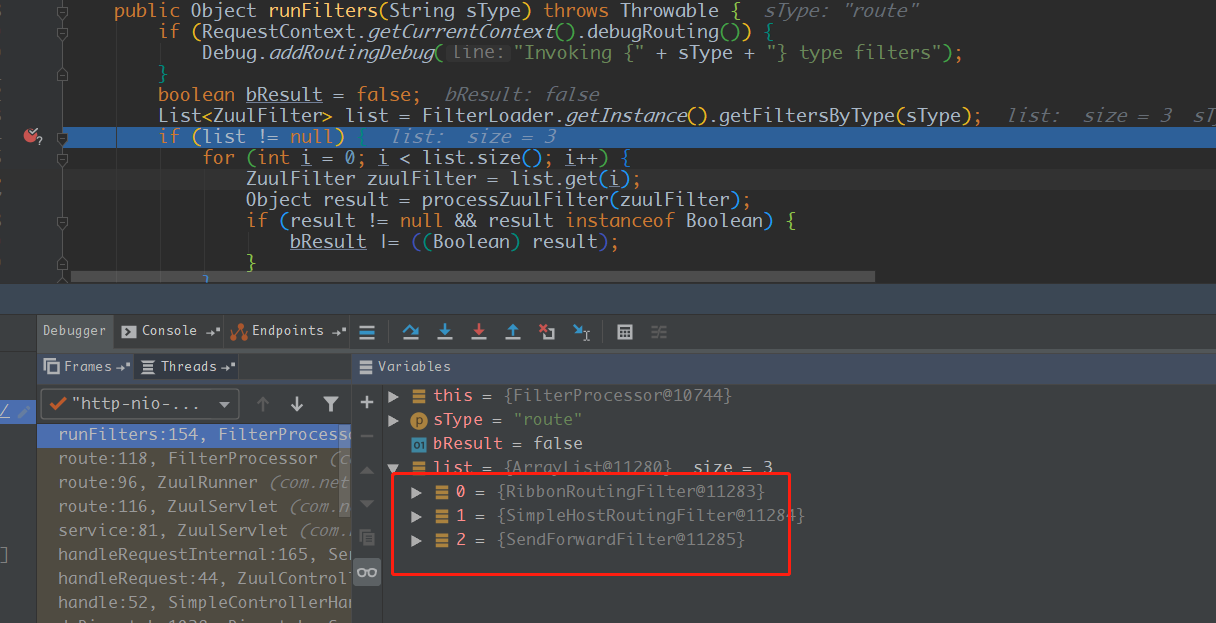 public Object runFilters(String sType) throws Throwable { sType: "route"
if (RequestContext.getCurrentContext().debugRouting()) {
Debug.addRoutingDebug( line: "Invoking {" + sType + "} type filters");
}
boolean bResult = false; bResult: false
List<ZuulFilter> list = FilterLoader.getInstance().getFiltersByType(sType); list: size = 3 sT
if (list != null) { list: size = 3
for (int i = 0; i < list.size(); i++) {
ZuulFilter zuulFilter = list.get(i);
Object result = processZuulFilter(zuulFilter);
if (result != null && result instanceof Boolean) {
bResult |= ((Boolean) result);
}
Debugger Console Endpoints
Frames Threads Variables
"http-nio-...
this = {FilterProcessor@10744}
sType = "route"
bResult = false
list = {ArrayList@11280} size = 3
0 = {RibbonRoutingFilter@11283}
1 = {SimpleHostRoutingFilter@11284}
2 = {SendForwardFilter@11285}
runFilters:154, FilterProcess
route:118, FilterProcessor (c
route:96, ZuulRunner (com.net
route:116, ZuulServlet (com.n
service:81, ZuulServlet (com.
handleRequestInternal:165, Ser
handleRequest:44, ZuulControl
handle:52, SimpleControllerHan